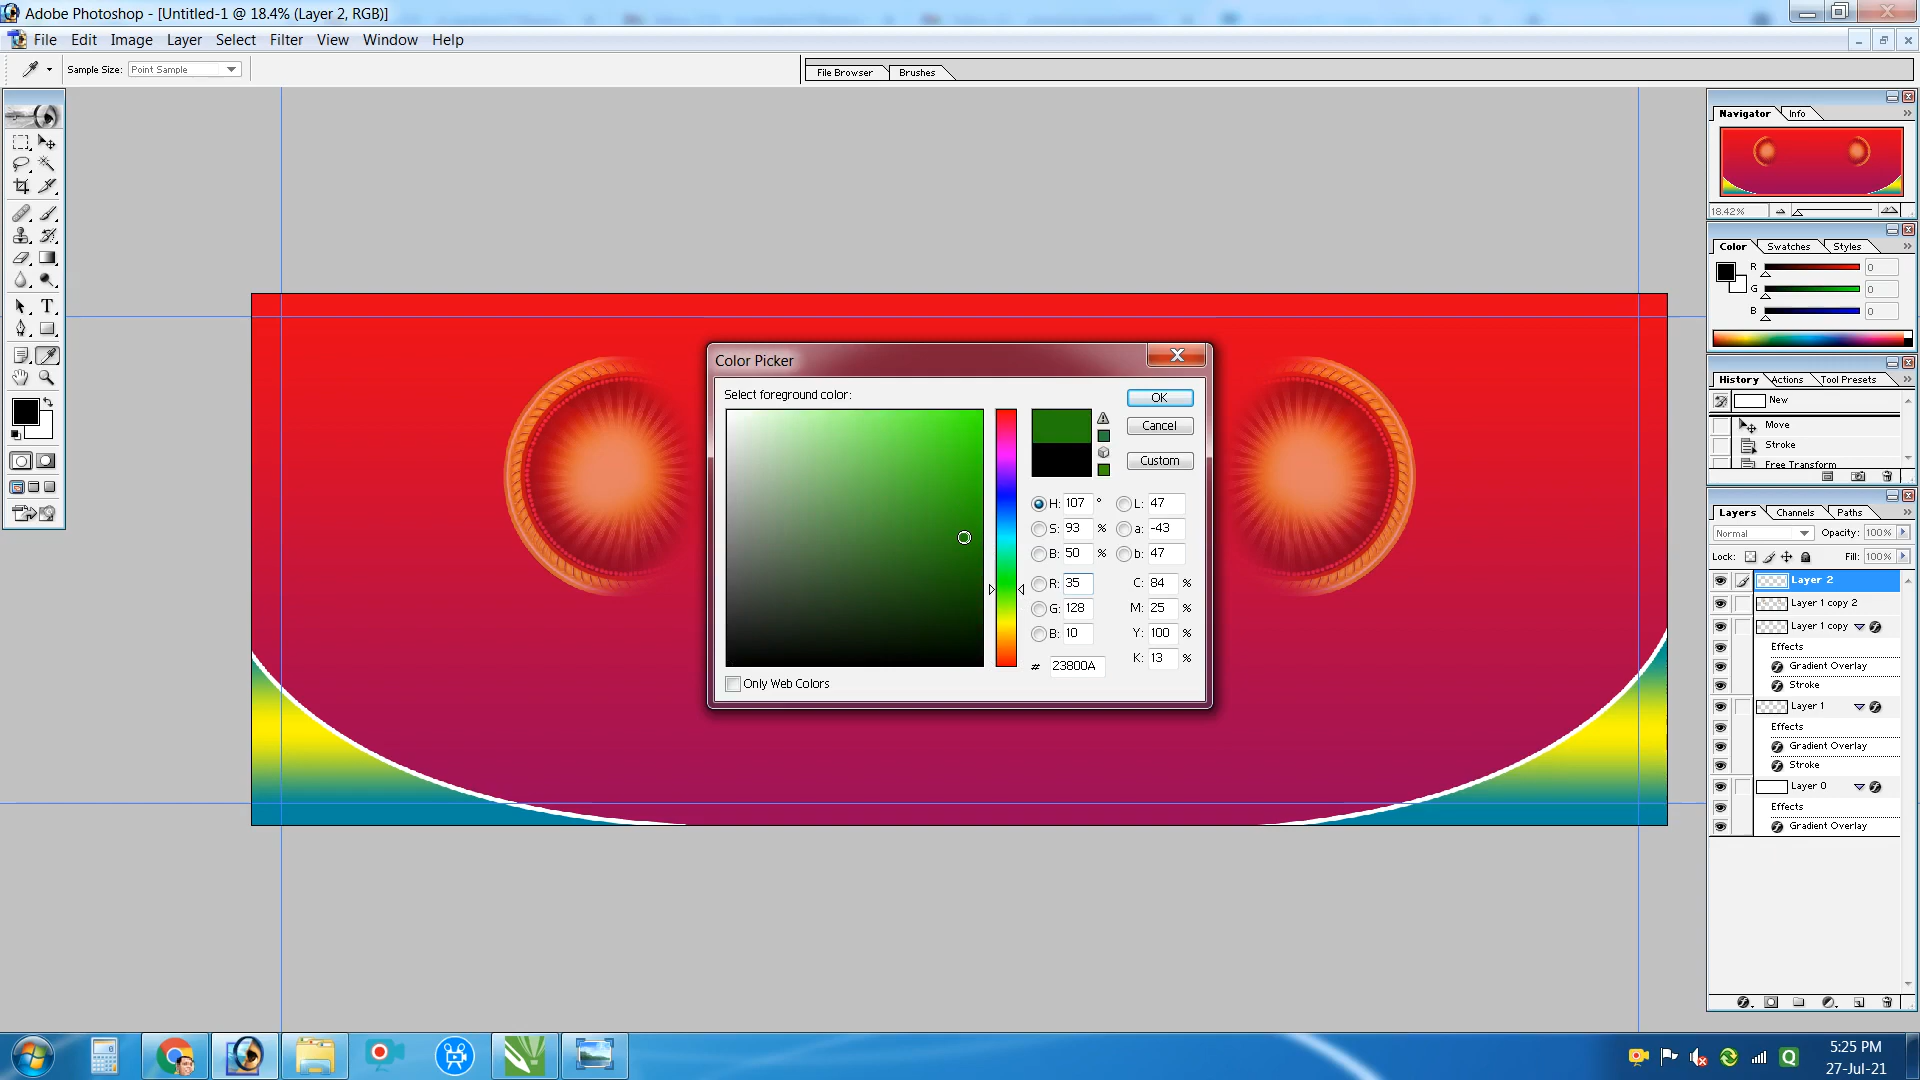 Adobe Photoshop - [Untitled-1 @ 18.4% (Layer 2, RGB)]
File Edit Image Layer Select Filter View Window Help
Sample Size: Point Sample
File Browser Brushes
Navigator Info
18.42%
Color Swatches Styles
R 0
G 0
B 0
History Actions Tool Presets
New
Move
Stroke
Free Transform
Layers Channels Paths
Normal Opacity: 100%
Lock: Fill: 100%
Layer 2
Layer 1 copy 2
Layer 1 copy
Effects
Gradient Overlay
Stroke
Layer 1
Effects
Gradient Overlay
Stroke
Layer 0
Effects
Gradient Overlay
Color Picker
Select foreground color:
OK
Cancel
Custom
H: 107 ° L: 47
S: 93 % a: -43
B: 50 % b: 47
R: 35 C: 84 %
G: 128 M: 25 %
B: 10 Y: 100 %
# 23800A K: 13 %
Only Web Colors
5:25 PM
27-Jul-21